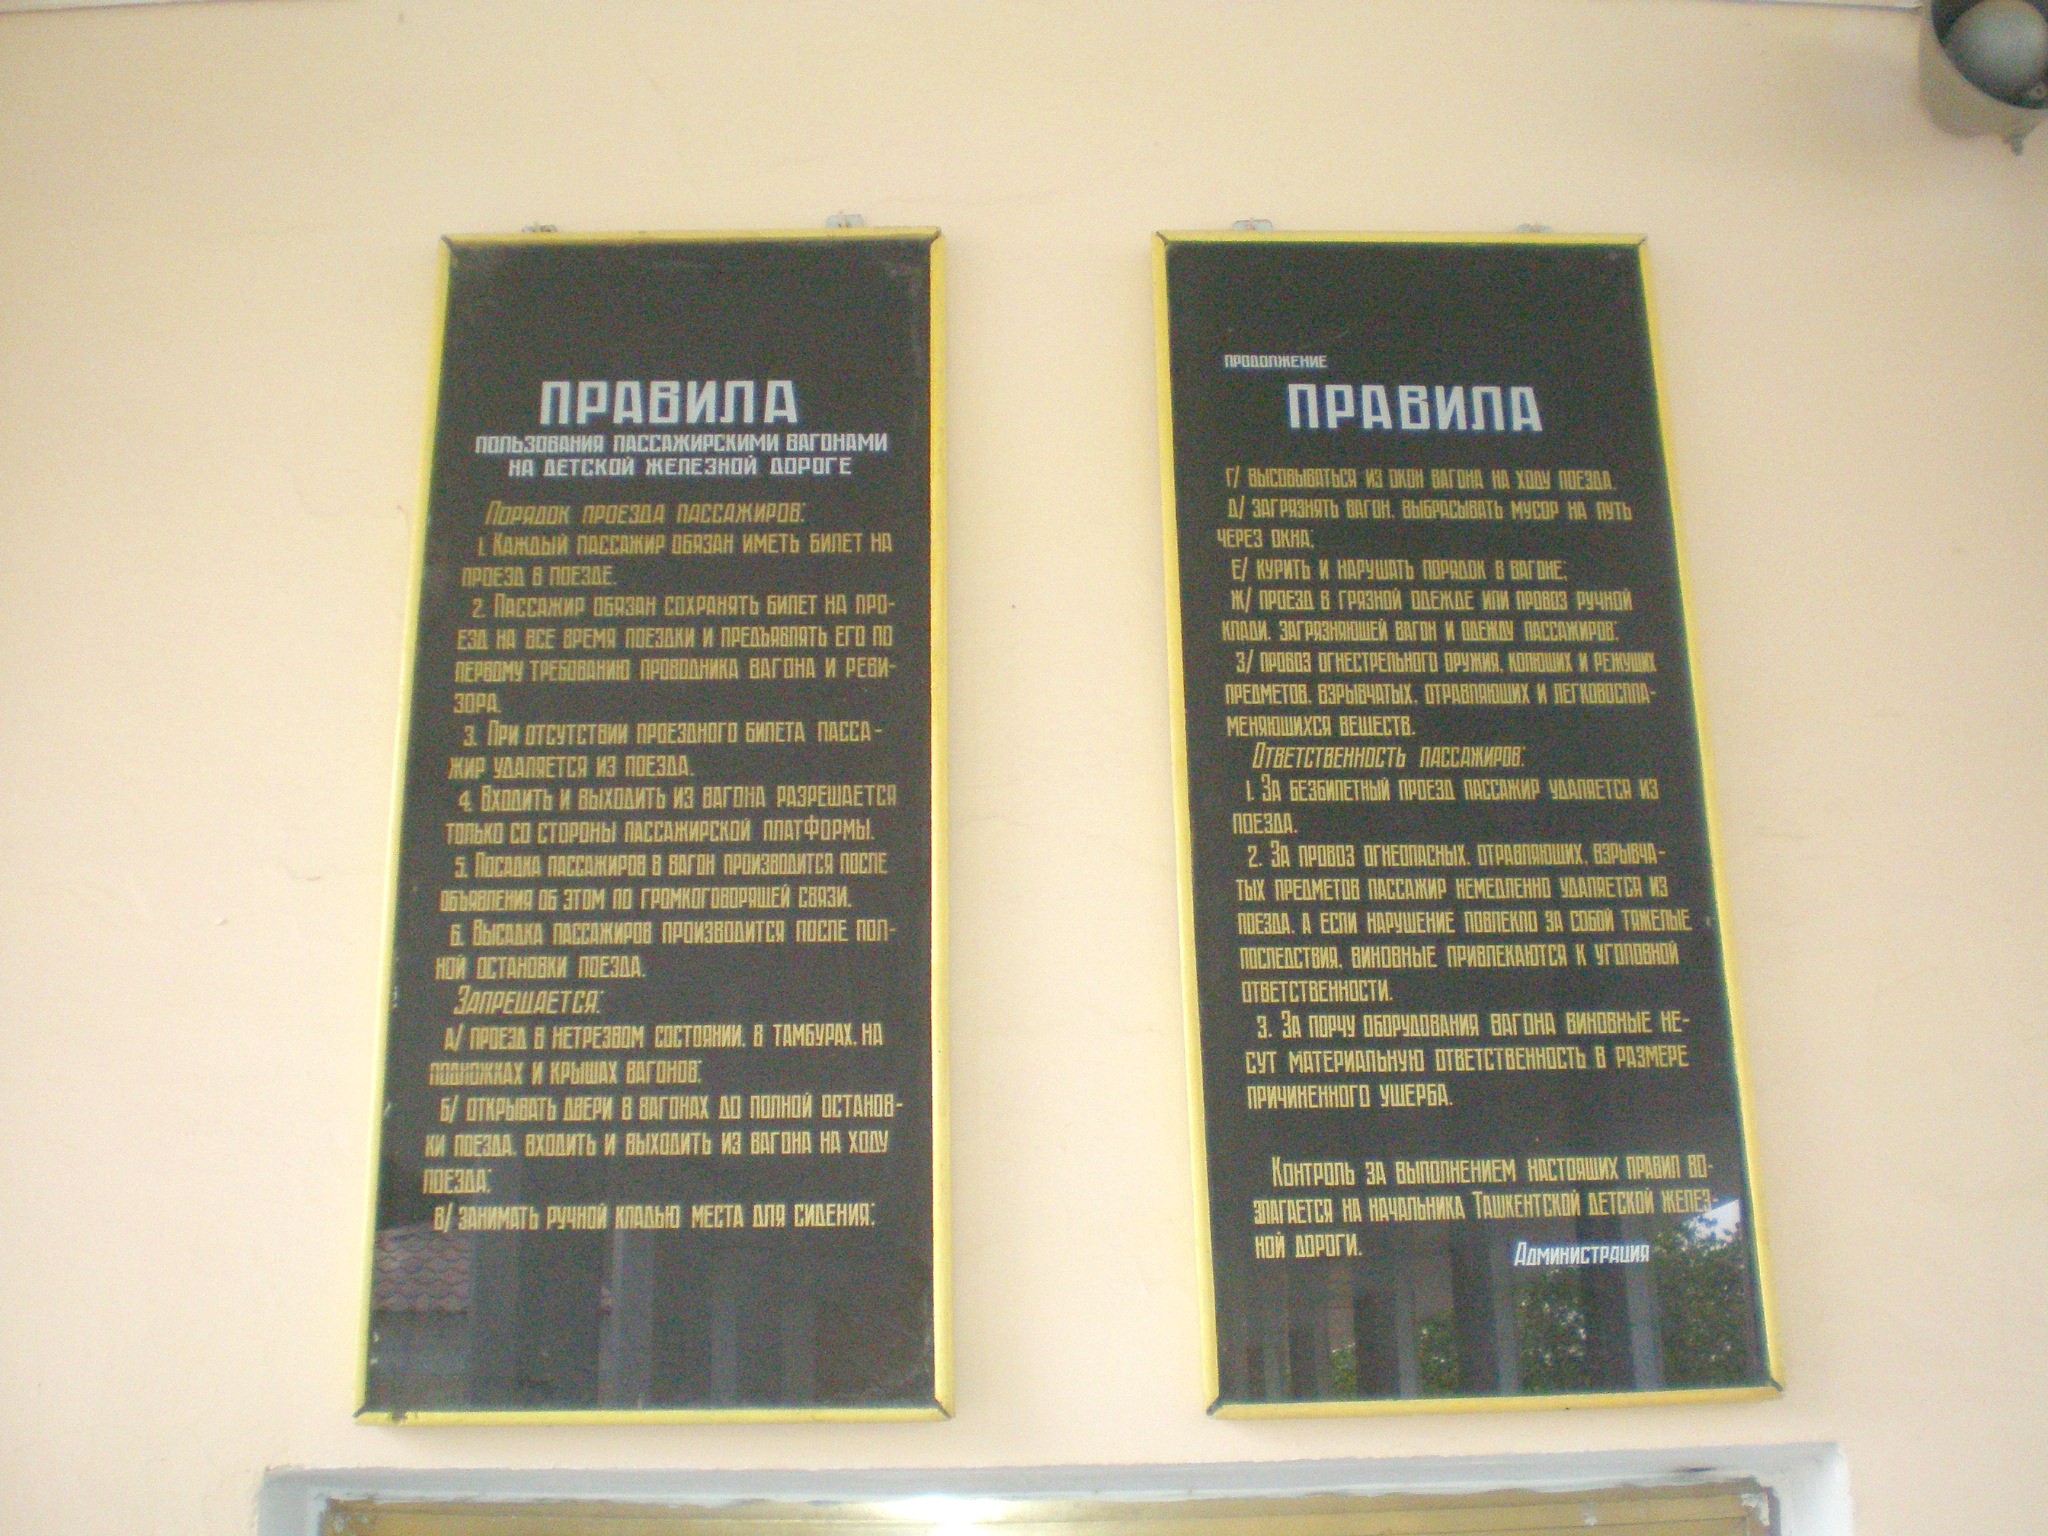 ПРАВИЛА
ПОЛЬЗОВАНИЯ ПАССАЖИРСКИМИ ВАГОНАМИ
НА ДЕТСКОЙ ЖЕЛЕЗНОЙ ДОРОГЕ
ПОРЯДОК ПРОЕЗДА ПАССАЖИРОВ:
1. КАЖДЫЙ ПАССАЖИР ОБЯЗАН ИМЕТЬ БИЛЕТ НА
ПРОЕЗД В ПОЕЗДЕ.
2. ПАССАЖИР ОБЯЗАН СОХРАНЯТЬ БИЛЕТ НА ПРО-
ЕЗД НА ВСЕ ВРЕМЯ ПОЕЗДКИ И ПРЕДЪЯВЛЯТЬ ЕГО ПО
ПЕРВОМУ ТРЕБОВАНИЮ ПРОВОДНИКА ВАГОНА И РЕВИ-
ЗОРА.
3. ПРИ ОТСУТСТВИИ ПРОЕЗДНОГО БИЛЕТА ПАССА-
ЖИР УДАЛЯЕТСЯ ИЗ ПОЕЗДА.
4. ВХОДИТЬ И ВЫХОДИТЬ ИЗ ВАГОНА РАЗРЕШАЕТСЯ
ТОЛЬКО СО СТОРОНЫ ПАССАЖИРСКОЙ ПЛАТФОРМЫ.
5. ПОСАДКА ПАССАЖИРОВ В ВАГОН ПРОИЗВОДИТСЯ ПОСЛЕ
ОБЪЯВЛЕНИЯ ОБ ЭТОМ ПО ГРОМКОГОВОРЯЩЕЙ СВЯЗИ.
6. ВЫСАДКА ПАССАЖИРОВ ПРОИЗВОДИТСЯ ПОСЛЕ ПОЛ-
НОЙ ОСТАНОВКИ ПОЕЗДА.
ЗАПРЕЩАЕТСЯ:
А/ ПРОЕЗД В НЕТРЕЗВОМ СОСТОЯНИИ, В ТАМБУРАХ, НА
ПОДНОЖКАХ И КРЫШАХ ВАГОНОВ;
Б/ ОТКРЫВАТЬ ДВЕРИ В ВАГОНАХ ДО ПОЛНОЙ ОСТАНОВ-
КИ ПОЕЗДА, ВХОДИТЬ И ВЫХОДИТЬ ИЗ ВАГОНА НА ХОДУ
ПОЕЗДА;
В/ ЗАНИМАТЬ РУЧНОЙ КЛАДЬЮ МЕСТА ДЛЯ СИДЕНИЯ;
ПРОДОЛЖЕНИЕ
ПРАВИЛА
Г/ ВЫСОВЫВАТЬСЯ ИЗ ОКОН ВАГОНА НА ХОДУ ПОЕЗДА.
Д/ ЗАГРЯЗНЯТЬ ВАГОН, ВЫБРАСЫВАТЬ МУСОР НА ПУТЬ
ЧЕРЕЗ ОКНА;
Е/ КУРИТЬ И НАРУШАТЬ ПОРЯДОК В ВАГОНЕ;
Ж/ ПРОЕЗД В ГРЯЗНОЙ ОДЕЖДЕ ИЛИ ПРОВОЗ РУЧНОЙ
КЛАДИ, ЗАГРЯЗНЯЮЩЕЙ ВАГОН И ОДЕЖДУ ПАССАЖИРОВ;
З/ ПРОВОЗ ОГНЕСТРЕЛЬНОГО ОРУЖИЯ, КОЛЮЩИХ И РЕЖУЩИХ
ПРЕДМЕТОВ, ВЗРЫВЧАТЫХ, ОТРАВЛЯЮЩИХ И ЛЕГКОВОСПЛА-
МЕНЯЮЩИХСЯ ВЕЩЕСТВ.
ОТВЕТСТВЕННОСТЬ ПАССАЖИРОВ:
1. ЗА БЕЗБИЛЕТНЫЙ ПРОЕЗД ПАССАЖИР УДАЛЯЕТСЯ ИЗ
ПОЕЗДА.
2. ЗА ПРОВОЗ ОГНЕОПАСНЫХ, ОТРАВЛЯЮЩИХ, ВЗРЫВЧА-
ТЫХ ПРЕДМЕТОВ ПАССАЖИР НЕМЕДЛЕННО УДАЛЯЕТСЯ ИЗ
ПОЕЗДА, А ЕСЛИ НАРУШЕНИЕ ПОВЛЕКЛО ЗА СОБОЙ ТЯЖЕЛЫЕ
ПОСЛЕДСТВИЯ, ВИНОВНЫЕ ПРИВЛЕКАЮТСЯ К УГОЛОВНОЙ
ОТВЕТСТВЕННОСТИ.
3. ЗА ПОРЧУ ОБОРУДОВАНИЯ ВАГОНА ВИНОВНЫЕ НЕ-
СУТ МАТЕРИАЛЬНУЮ ОТВЕТСТВЕННОСТЬ В РАЗМЕРЕ
ПРИЧИНЕННОГО УЩЕРБА.
КОНТРОЛЬ ЗА ВЫПОЛНЕНИЕМ НАСТОЯЩИХ ПРАВИЛ ВО-
ЗЛАГАЕТСЯ НА НАЧАЛЬНИКА ТАШКЕНТСКОЙ ДЕТСКОЙ ЖЕЛЕЗ-
НОЙ ДОРОГИ.
АДМИНИСТРАЦИЯ